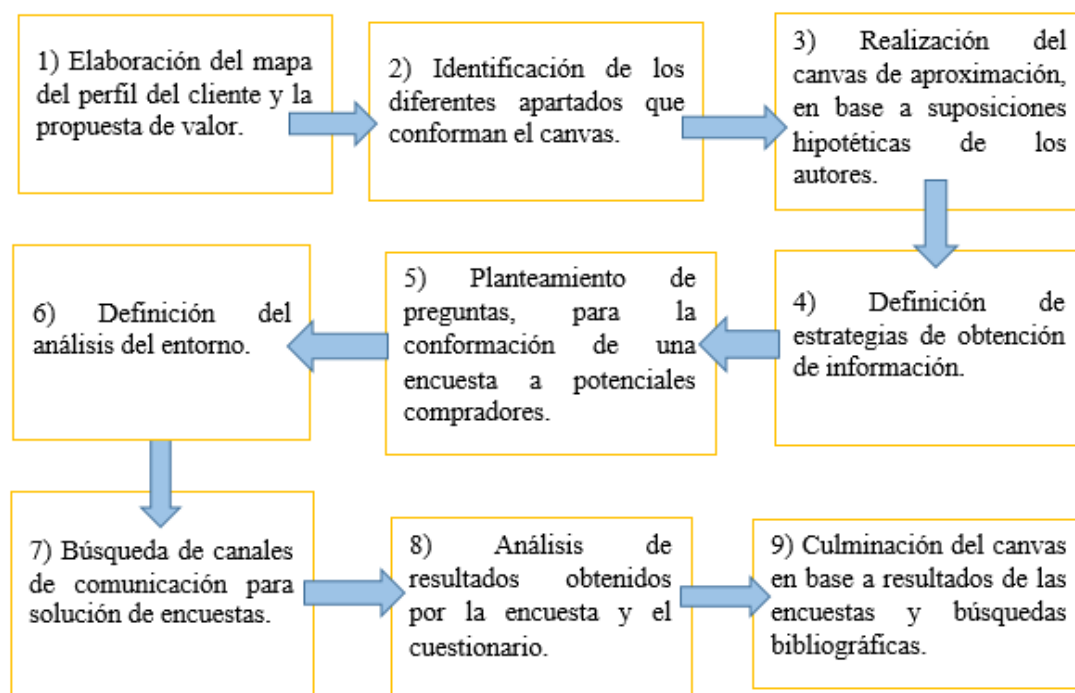 1) Elaboración del mapa
del perfil del cliente y la
propuesta de valor.
2) Identificación de los
diferentes apartados que
conforman el canvas.
3) Realización del
canvas de aproximación,
en base a suposiciones
hipotéticas de los
autores.
4) Definición de
estrategias de obtención
de información.
5) Planteamiento de
preguntas, para la
conformación de una
encuesta a potenciales
compradores.
6) Definición del
análisis del entorno.
7) Búsqueda de canales
de comunicación para
solución de encuestas.
8) Análisis de
resultados obtenidos
por la encuesta y el
cuestionario.
9) Culminación del canvas
en base a resultados de las
encuestas y búsquedas
bibliográficas.